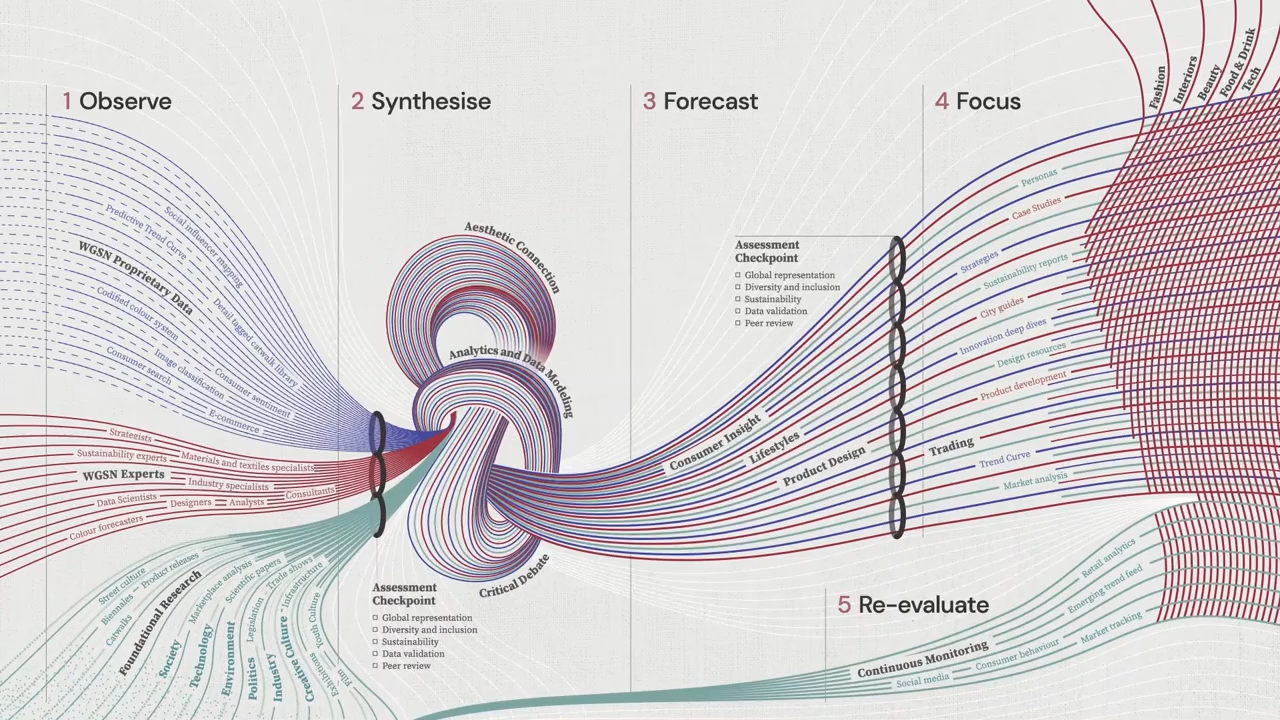 1 Observe
2 Synthesise
3 Forecast
4 Focus
Fashion
Interiors
Beauty
Food & Drink
Tech
Social influencer mapping
Predictive Trend Curve
WGSN Proprietary Data
Detail tagged catwalk library
Codified colour system
Image classification
Consumer sentiment
Consumer search
E-commerce
Strategists
Sustainability experts
Materials and textiles specialists
WGSN Experts
Industry specialists
Consultants
Data Scientists
Designers
Analysts
Colour forecasters
Street culture
Product releases
Biennales
Catwalks
Foundational Research
Marketplace analysis
Scientific papers
Trade shows
Infrastructure
Society
Technology
Environment
Legislation
Politics
Industry
Creative Culture
Youth Culture
Exhibitions
Film
Aesthetic Connection
Analytics and Data Modeling
Critical Debate
Assessment
Checkpoint
Global representation
Diversity and inclusion
Sustainability
Data validation
Peer review
Consumer Insight
Lifestyles
Product Design
Assessment
Checkpoint
Global representation
Diversity and inclusion
Sustainability
Data validation
Peer review
Personas
Case Studies
Strategies
Sustainability reports
City guides
Innovation deep dives
Design resources
Product development
Trading
Trend Curve
Market analysis
5 Re-evaluate
Retail analytics
Emerging trend feed
Market tracking
Continuous Monitoring
Consumer behaviour
Social media